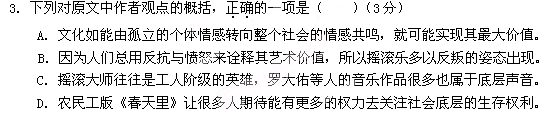 3. 下列对原文中作者观点的概括，正确的一项是（　　）（3分）
A. 文化如能由孤立的个体情感转向整个社会的情感共鸣，就可能实现其最大价值。
B. 因为人们总用反抗与愤怒来诠释其艺术价值，所以摇滚乐多以反叛的姿态出现。
C. 摇滚大师往往是工人阶级的英雄，罗大佑等人的音乐作品很多也属于底层声音。
D. 农民工版《春天里》让很多人期待能有更多的权力去关注社会底层的生存权利。